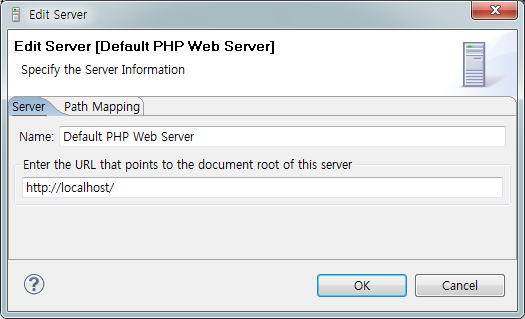 Edit Server
Edit Server [Default PHP Web Server]
Specify the Server Information
Server Path Mapping
Name: Default PHP Web Server
Enter the URL that points to the document root of this server
http://localhost/
? OK Cancel